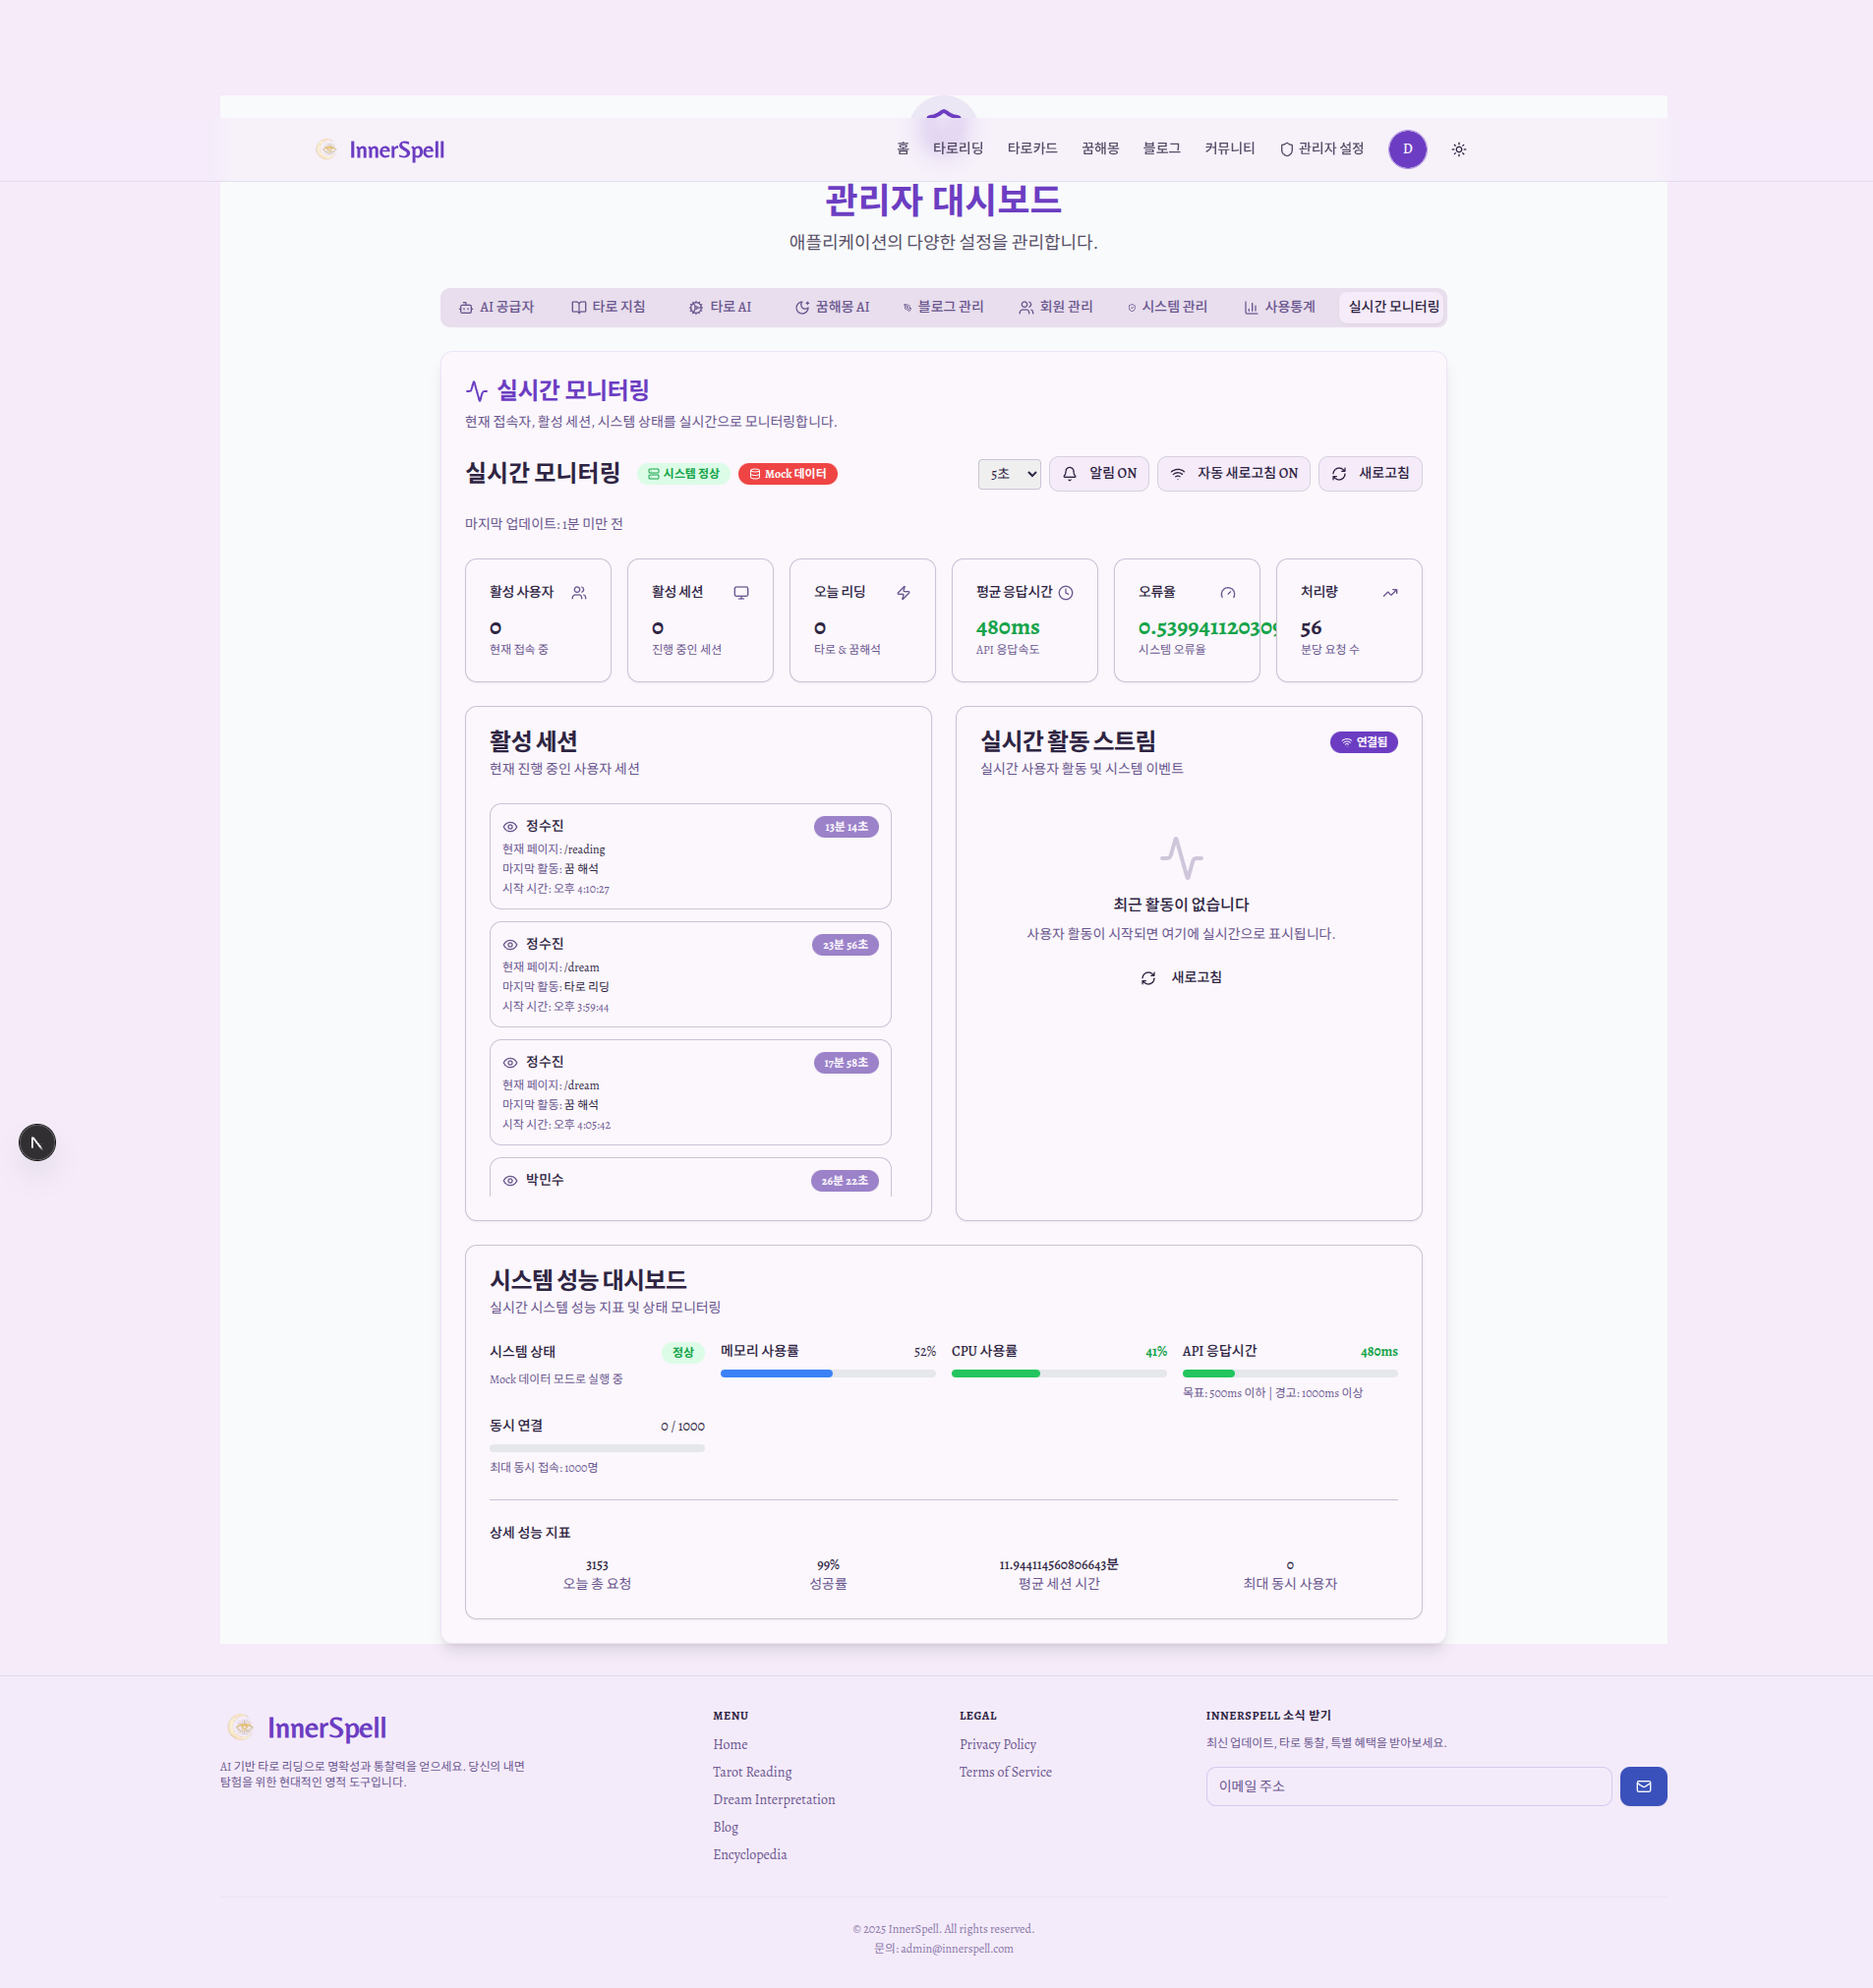 InnerSpell
홈 타로리딩 타로카드 꿈해몽 블로그 커뮤니티 관리자 설정 D
관리자 대시보드
애플리케이션의 다양한 설정을 관리합니다.
AI 공급자 타로 지침 타로 AI 꿈해몽 AI 블로그 관리 회원 관리 시스템 관리 사용통계 실시간 모니터링
실시간 모니터링
현재 접속자, 활성 세션, 시스템 상태를 실시간으로 모니터링합니다.
실시간 모니터링 시스템 정상 Mock 데이터 5초 알림 ON 자동 새로고침 ON 새로고침
마지막 업데이트: 1분 미만 전
활성 사용자 활성 세션 오늘 리딩 평균 응답시간 오류율 처리량
0 0 0 480ms 0.539941120309 56
현재 접속 중 진행 중인 세션 타로 & 꿈해석 API 응답속도 시스템 오류율 분당 요청 수
활성 세션
현재 진행 중인 사용자 세션
정수진 13분 14초
현재 페이지: /reading
마지막 활동: 꿈 해석
시작 시간: 오후 4:10:27
정수진 23분 56초
현재 페이지: /dream
마지막 활동: 타로 리딩
시작 시간: 오후 3:59:44
정수진 17분 58초
현재 페이지: /dream
마지막 활동: 꿈 해석
시작 시간: 오후 4:05:42
박민수 26분 22초
실시간 활동 스트림 연결됨
실시간 사용자 활동 및 시스템 이벤트
최근 활동이 없습니다
사용자 활동이 시작되면 여기에 실시간으로 표시됩니다.
새로고침
시스템 성능 대시보드
실시간 시스템 성능 지표 및 상태 모니터링
시스템 상태 정상
Mock 데이터 모드로 실행 중
메모리 사용률 52%
CPU 사용률 41%
API 응답시간 480ms
목표: 500ms 이하 | 경고: 1000ms 이상
동시 연결 0 / 1000
최대 동시 접속: 1000명
상세 성능 지표
3153 99% 11.944114560806643분 0
오늘 총 요청 성공률 평균 세션 시간 최대 동시 사용자
InnerSpell
AI 기반 타로 리딩으로 명확성과 통찰력을 얻으세요. 당신의 내면
탐험을 위한 현대적인 영적 도구입니다.
MENU
Home
Tarot Reading
Dream Interpretation
Blog
Encyclopedia
LEGAL
Privacy Policy
Terms of Service
INNERSPELL 소식 받기
최신 업데이트, 타로 통찰, 특별 혜택을 받아보세요.
이메일 주소
© 2025 InnerSpell. All rights reserved.
문의: admin@innerspell.com